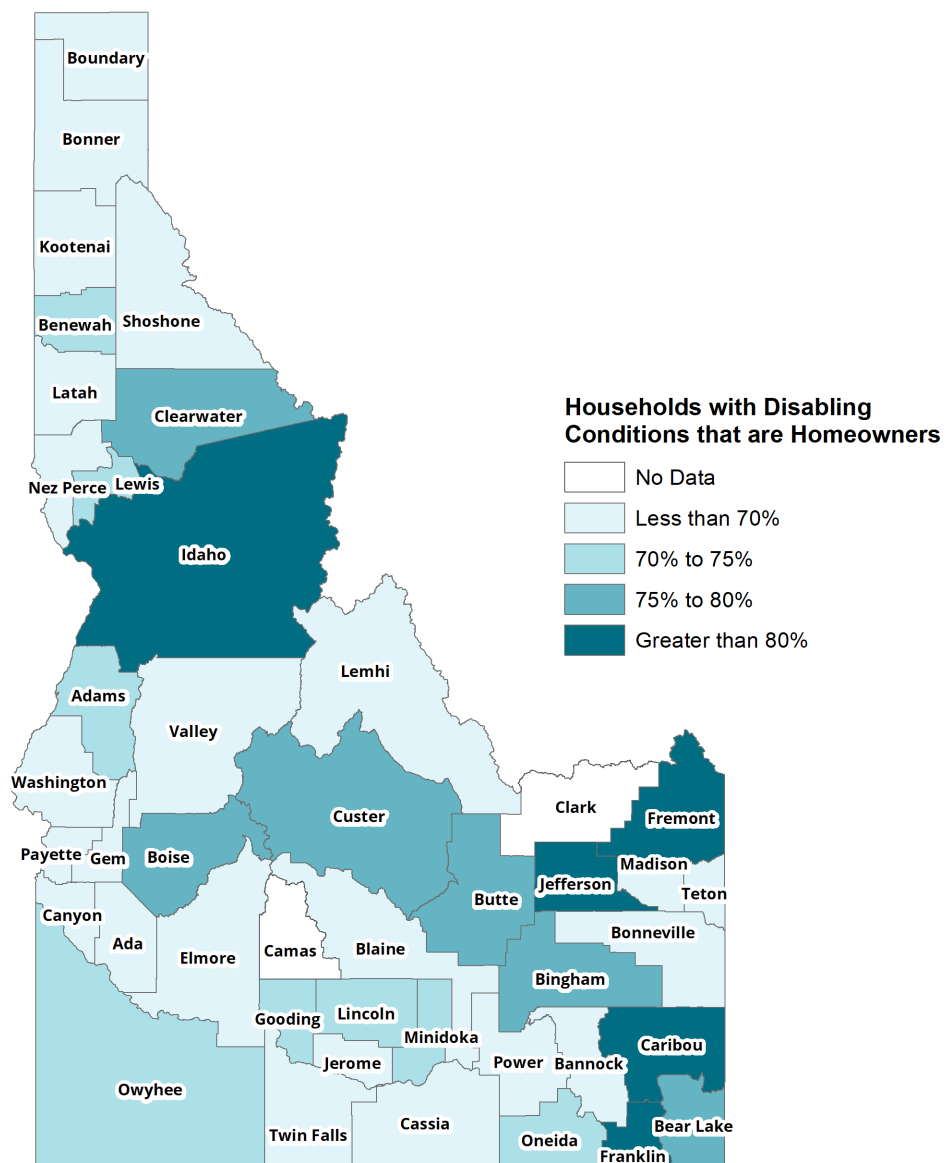 Boundary
Bonner
Kootenai
Benewah
Shoshone
Latah
Clearwater
Households with Disabling
Conditions that are Homeowners
No Data
Less than 70%
70% to 75%
75% to 80%
Greater than 80%
Nez Perce
Lewis
Idaho
Lemhi
Adams
Valley
Washington
Custer
Clark
Fremont
Payette
Gem
Boise
Madison
Jefferson
Teton
Butte
Canyon
Ada
Elmore
Camas
Blaine
Bonneville
Bingham
Gooding
Lincoln
Minidoka
Jerome
Power
Bannock
Caribou
Owyhee
Twin Falls
Cassia
Oneida
Bear Lake
Franklin